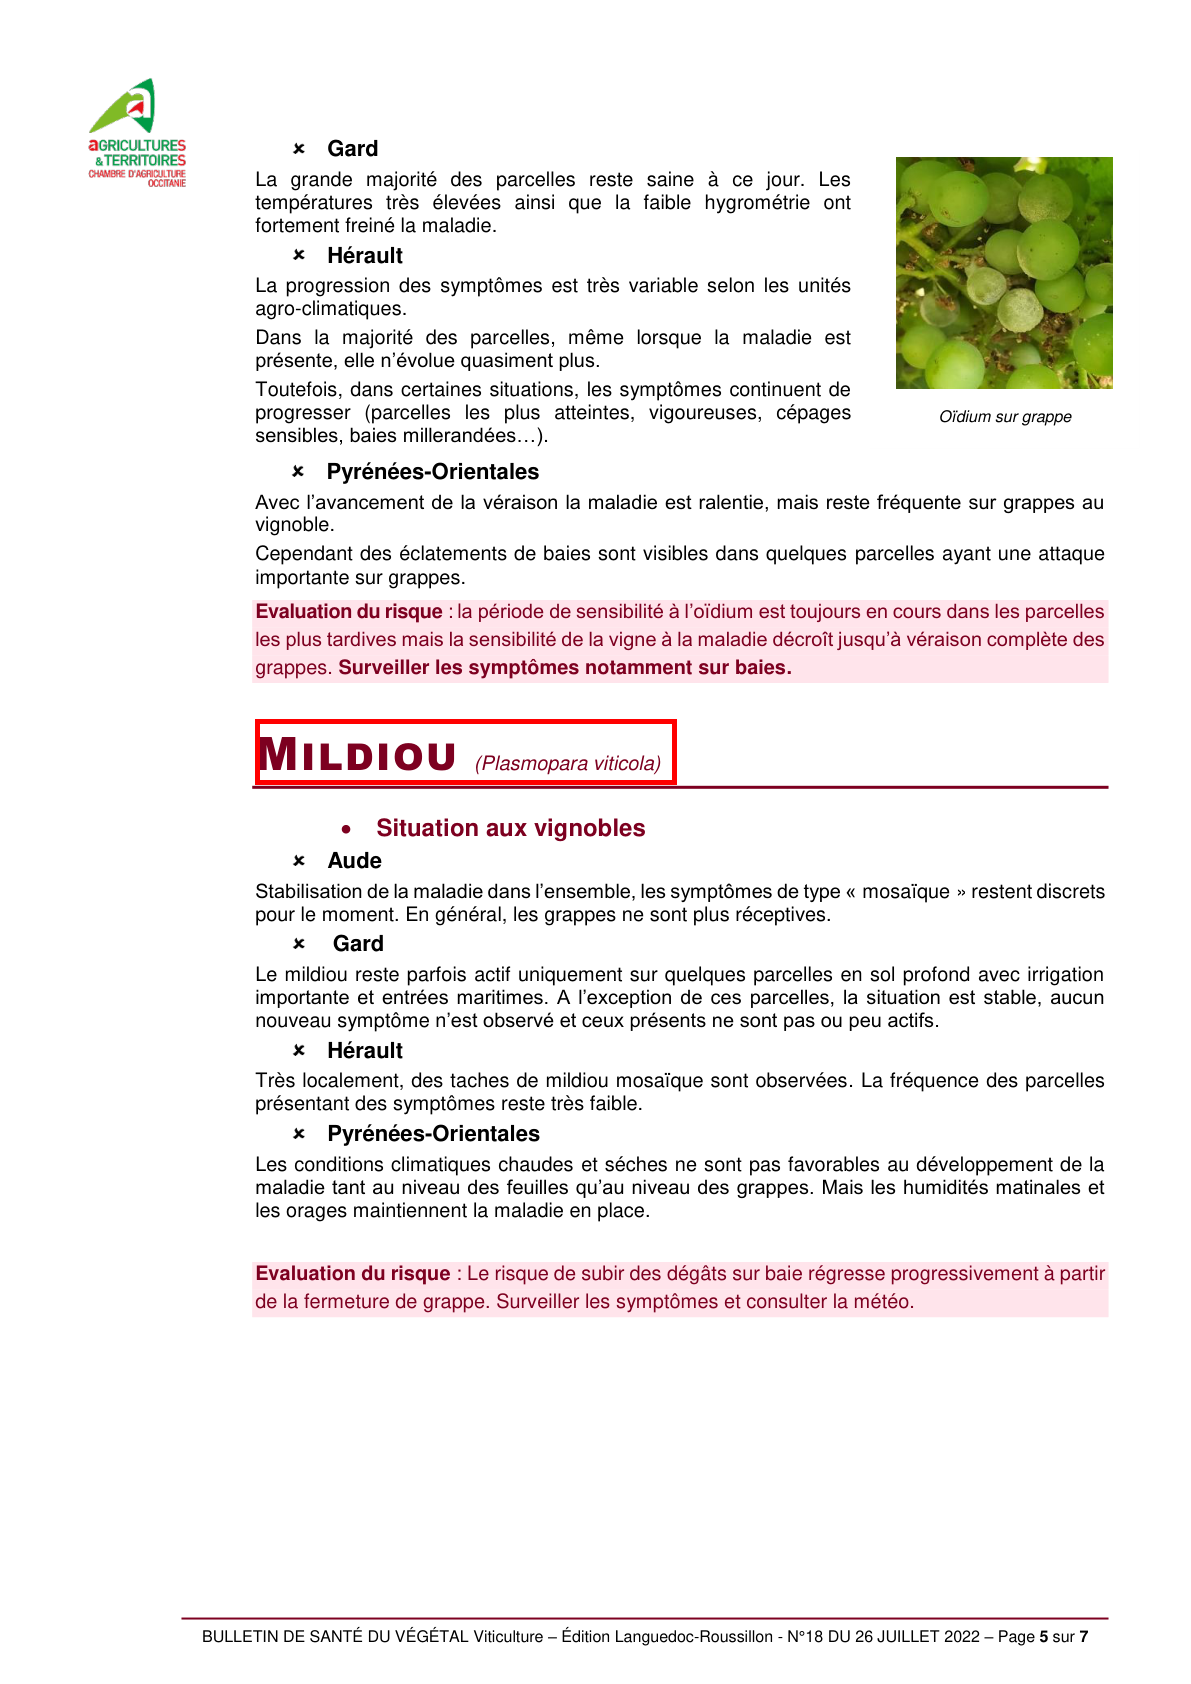 aGRICULTURES
& TERRITOIRES
CHAMBRE D'AGRICULTURE
OCCITANIE
× Gard
La grande majorité des parcelles reste saine à ce jour. Les
températures très élevées ainsi que la faible hygrométrie ont
fortement freiné la maladie.
× Hérault
La progression des symptômes est très variable selon les unités
agro-climatiques.
Dans la majorité des parcelles, même lorsque la maladie est
présente, elle n’évolue quasiment plus.
Toutefois, dans certaines situations, les symptômes continuent de
progresser (parcelles les plus atteintes, vigoureuses, cépages
sensibles, baies millerandées…).
Oïdium sur grappe
× Pyrénées-Orientales
Avec l’avancement de la véraison la maladie est ralentie, mais reste fréquente sur grappes au
vignoble.
Cependant des éclatements de baies sont visibles dans quelques parcelles ayant une attaque
importante sur grappes.
Evaluation du risque : la période de sensibilité à l’oïdium est toujours en cours dans les parcelles
les plus tardives mais la sensibilité de la vigne à la maladie décroît jusqu’à véraison complète des
grappes. Surveiller les symptômes notamment sur baies.
MILDIOU (Plasmopara viticola)
• Situation aux vignobles
× Aude
Stabilisation de la maladie dans l’ensemble, les symptômes de type « mosaïque » restent discrets
pour le moment. En général, les grappes ne sont plus réceptives.
× Gard
Le mildiou reste parfois actif uniquement sur quelques parcelles en sol profond avec irrigation
importante et entrées maritimes. A l’exception de ces parcelles, la situation est stable, aucun
nouveau symptôme n’est observé et ceux présents ne sont pas ou peu actifs.
× Hérault
Très localement, des taches de mildiou mosaïque sont observées. La fréquence des parcelles
présentant des symptômes reste très faible.
× Pyrénées-Orientales
Les conditions climatiques chaudes et séches ne sont pas favorables au développement de la
maladie tant au niveau des feuilles qu’au niveau des grappes. Mais les humidités matinales et
les orages maintiennent la maladie en place.
Evaluation du risque : Le risque de subir des dégâts sur baie régresse progressivement à partir
de la fermeture de grappe. Surveiller les symptômes et consulter la météo.
BULLETIN DE SANTÉ DU VÉGÉTAL Viticulture – Édition Languedoc-Roussillon - N°18 DU 26 JUILLET 2022 – Page 5 sur 7